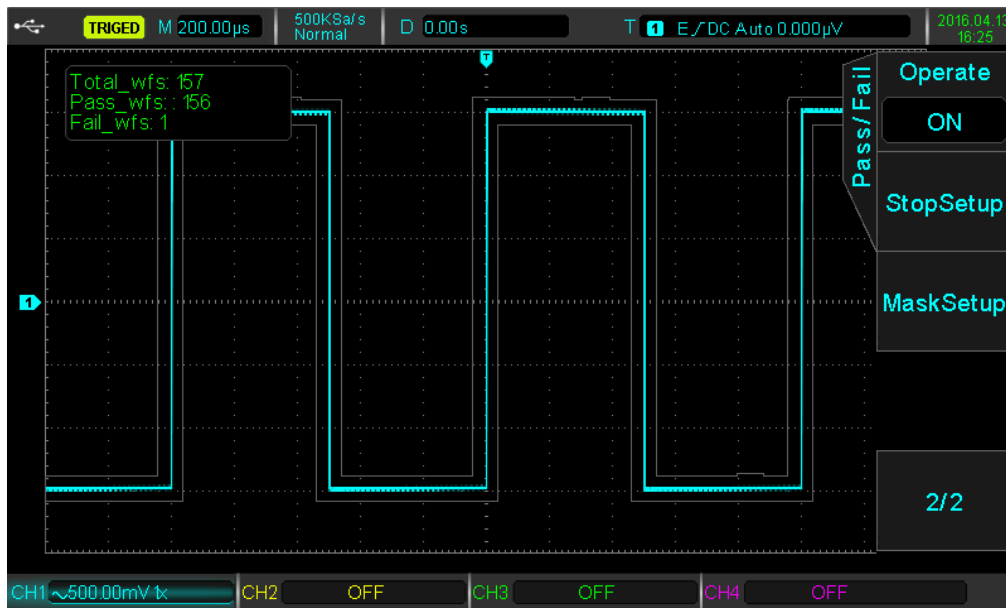 TRIGED M 200.00µs 500KSa/s D 0.00s T 1 E DC Auto 0.000µV 2016.04.13
Normal 16:25
T
Total_wfs: 157
Pass_wfs: : 156
Fail_wfs: 1
Pass/Fail
Operate
ON
StopSetup
1
MaskSetup
2/2
CH1 500.00mV 1x CH2 OFF CH3 OFF CH4 OFF